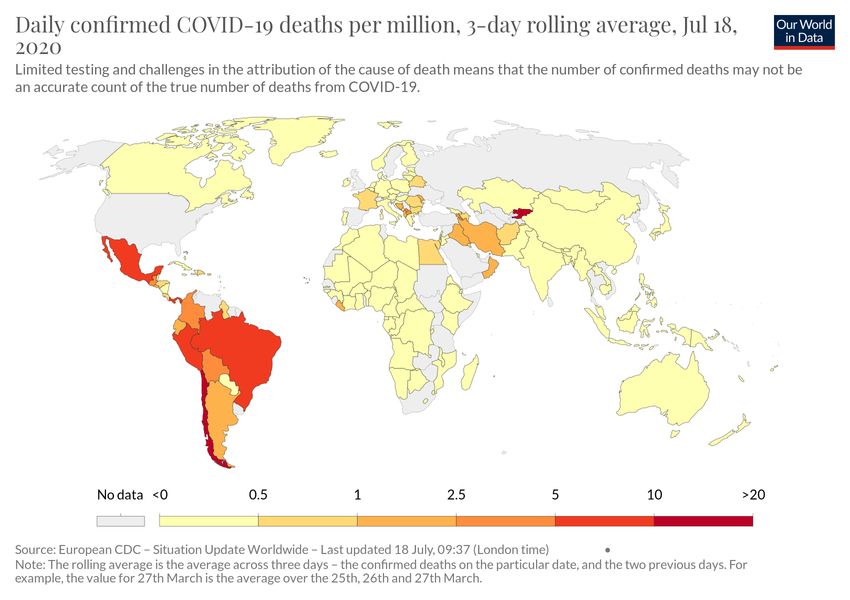 Daily confirmed COVID-19 deaths per million, 3-day rolling average, Jul 18,
2020
Our World
in Data
Limited testing and challenges in the attribution of the cause of death means that the number of confirmed deaths may not be
an accurate count of the true number of deaths from COVID-19.
No data <0 0.5 1 2.5 5 10 >20
Source: European CDC – Situation Update Worldwide – Last updated 18 July, 09:37 (London time) •
Note: The rolling average is the average across three days – the confirmed deaths on the particular date, and the two previous days. For
example, the value for 27th March is the average over the 25th, 26th and 27th March.